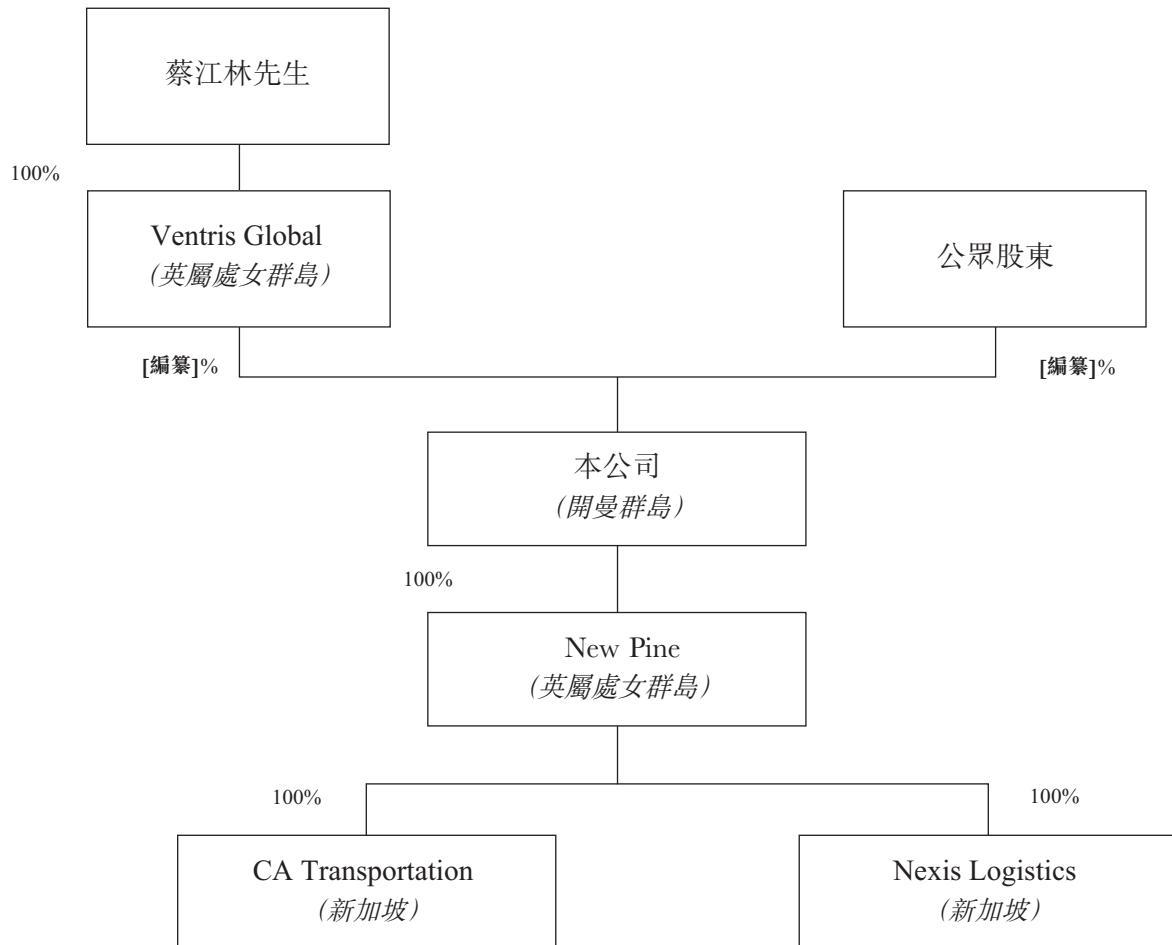 蔡江林先生
100%
Ventris Global
(英屬處女群島)
公眾股東
[編纂]%
[編纂]%
本公司
(開曼群島)
100%
New Pine
(英屬處女群島)
100%
100%
CA Transportation
(新加坡)
Nexis Logistics
(新加坡)